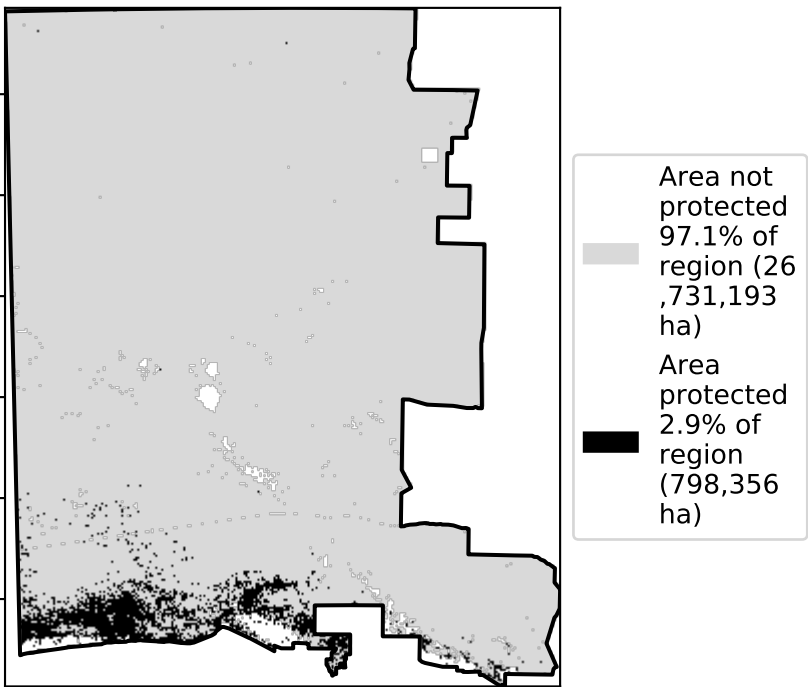 Area not
protected
97.1% of
region (26
,731,193
ha)
Area
protected
2.9% of
region
(798,356
ha)